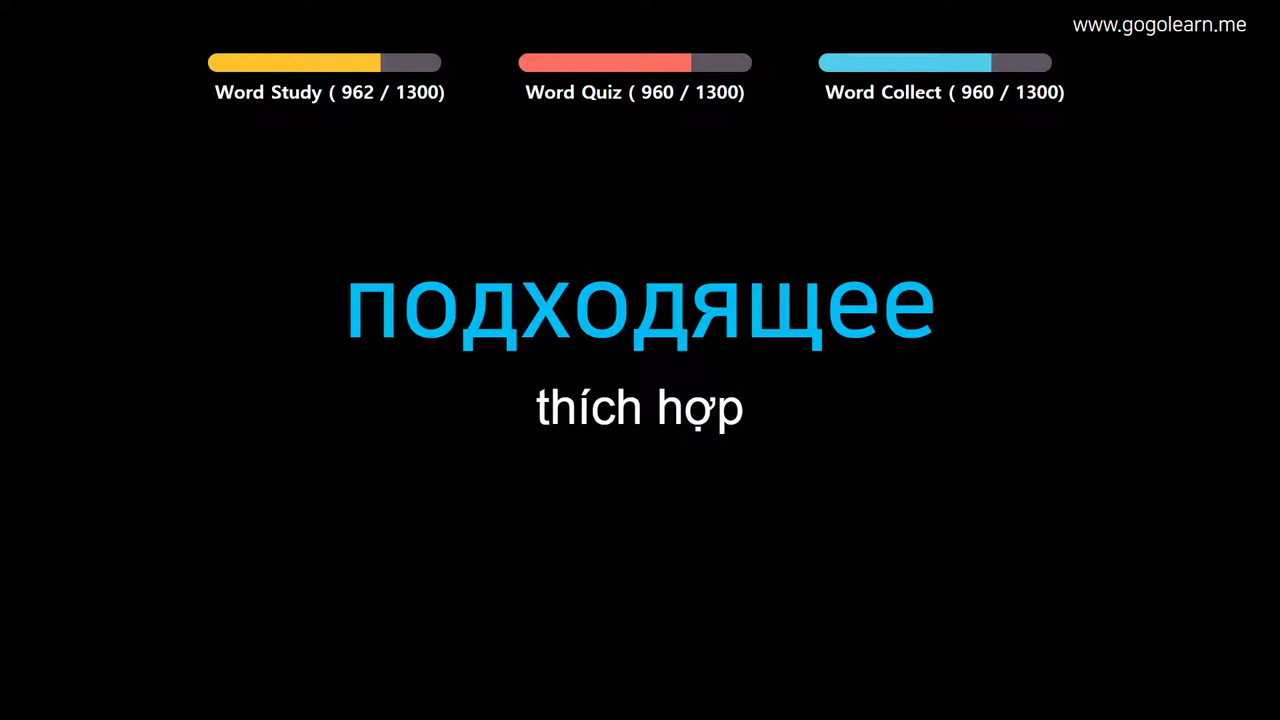 www.gogolearn.me
Word Study ( 962 / 1300)
Word Quiz ( 960 / 1300)
Word Collect ( 960 / 1300)
подходящее
thích hợp